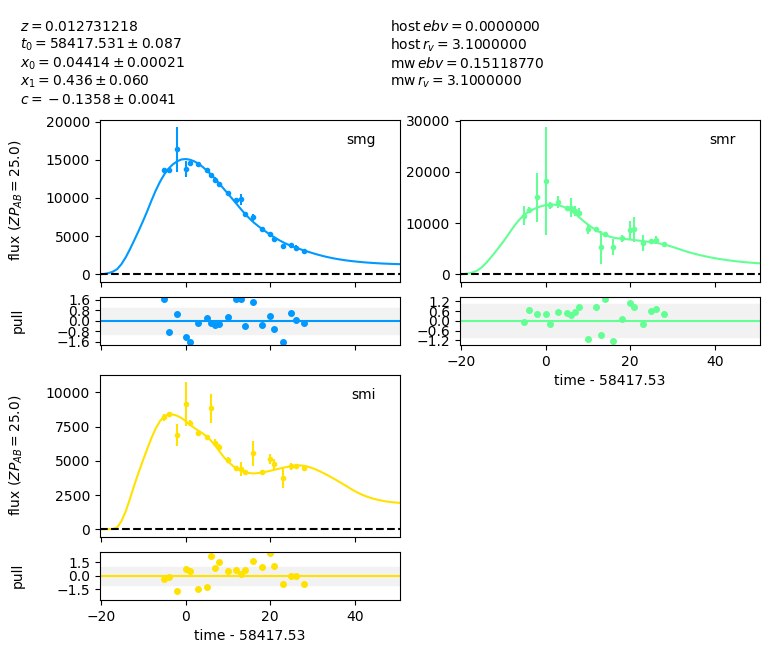 z = 0.012731218
t₀ = 58417.531 ± 0.087
x₀ = 0.04414 ± 0.00021
x₁ = 0.436 ± 0.060
c = −0.1358 ± 0.0041
host ebv = 0.0000000
host r_v = 3.1000000
mw ebv = 0.15118770
mw r_v = 3.1000000
smg
flux (ZP_AB = 25.0)
20000
15000
10000
5000
0
pull
1.6
0.8
0.0
−0.8
−1.6
smr
30000
20000
10000
0
1.2
0.6
0.0
−0.6
−1.2
−20
0
20
40
time - 58417.53
smi
flux (ZP_AB = 25.0)
10000
7500
5000
2500
0
pull
1.5
0.0
−1.5
−20
0
20
40
time - 58417.53